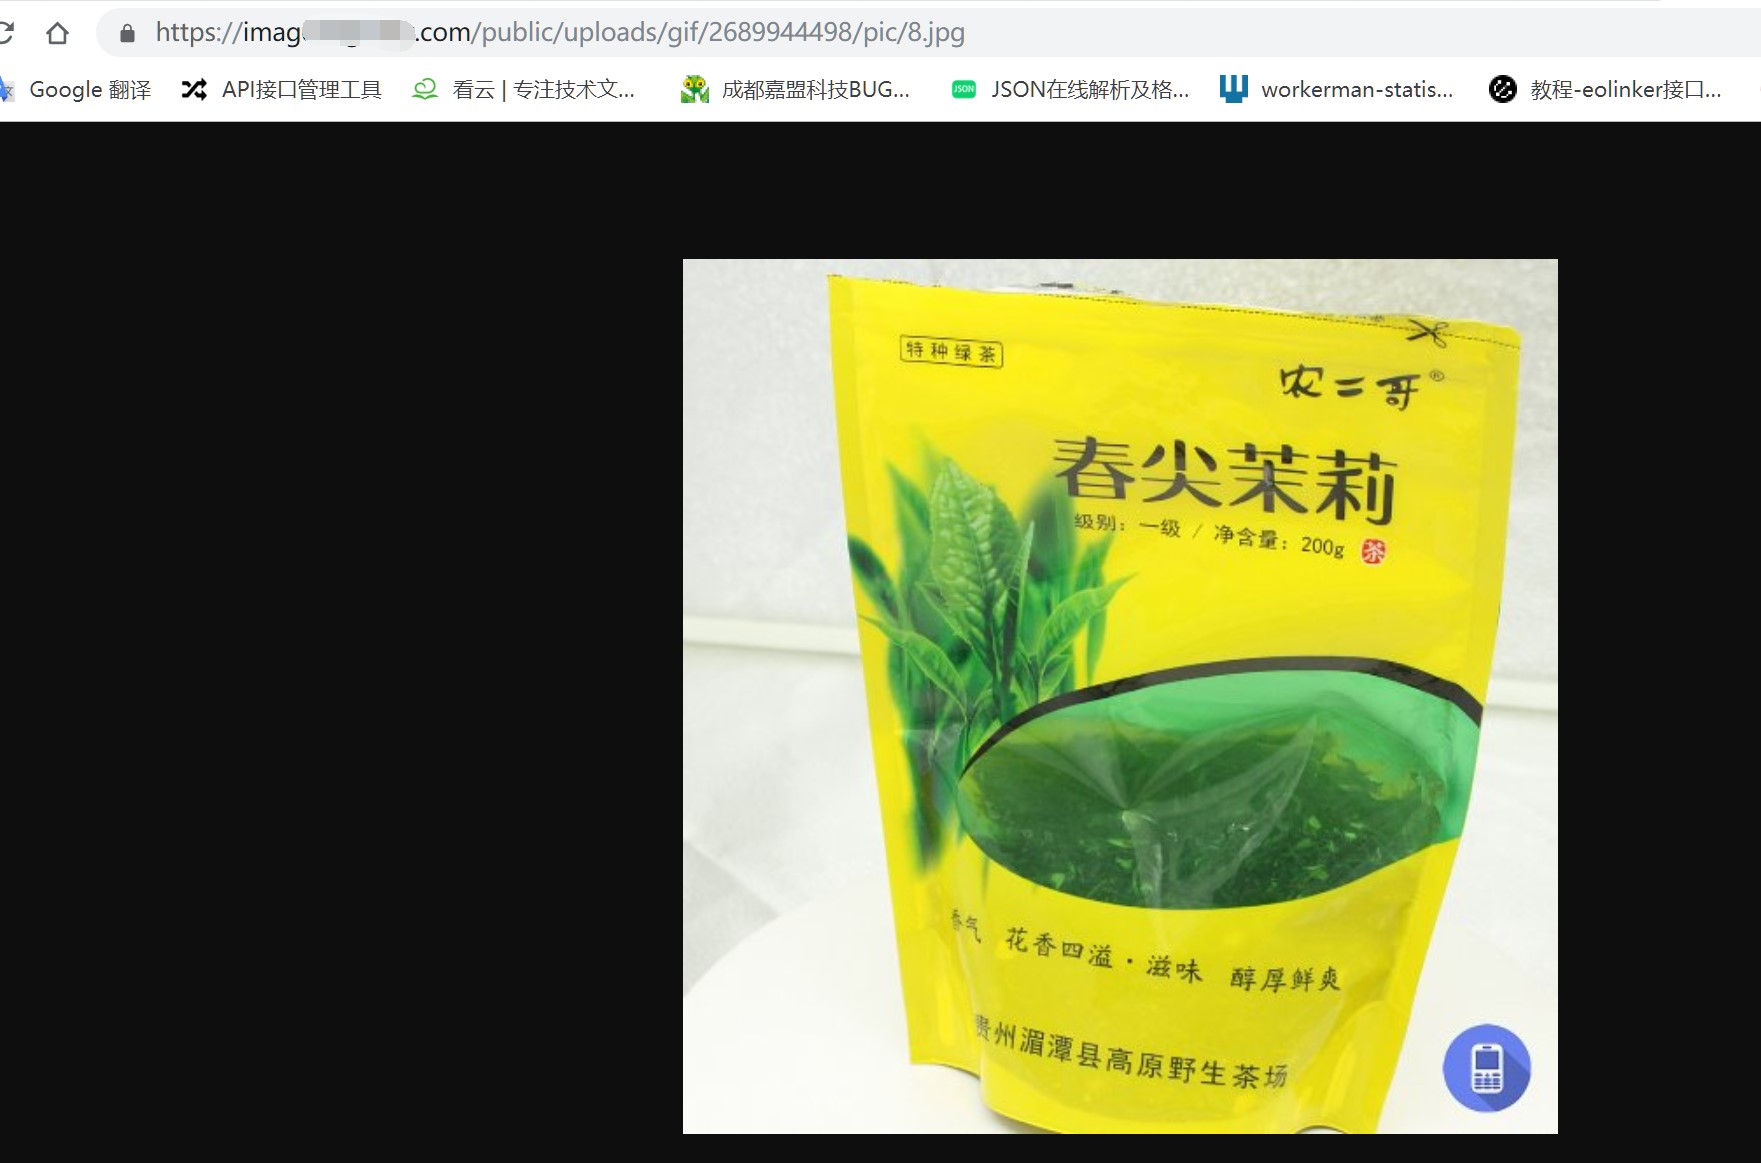 https://imag.com/public/uploads/gif/2689944498/pic/8.jpg
Google 翻译
API接口管理工具
看云 | 专注技术文...
成都嘉盟科技BUG...
JSON
JSON在线解析及格...
workerman-statis...
教程-eolinker接口...
特种绿茶
农二哥®
春尖茉莉
级别：一级 / 净含量：200g 茶
香气 花香四溢·滋味 醇厚鲜爽
贵州湄潭县高原野生茶场